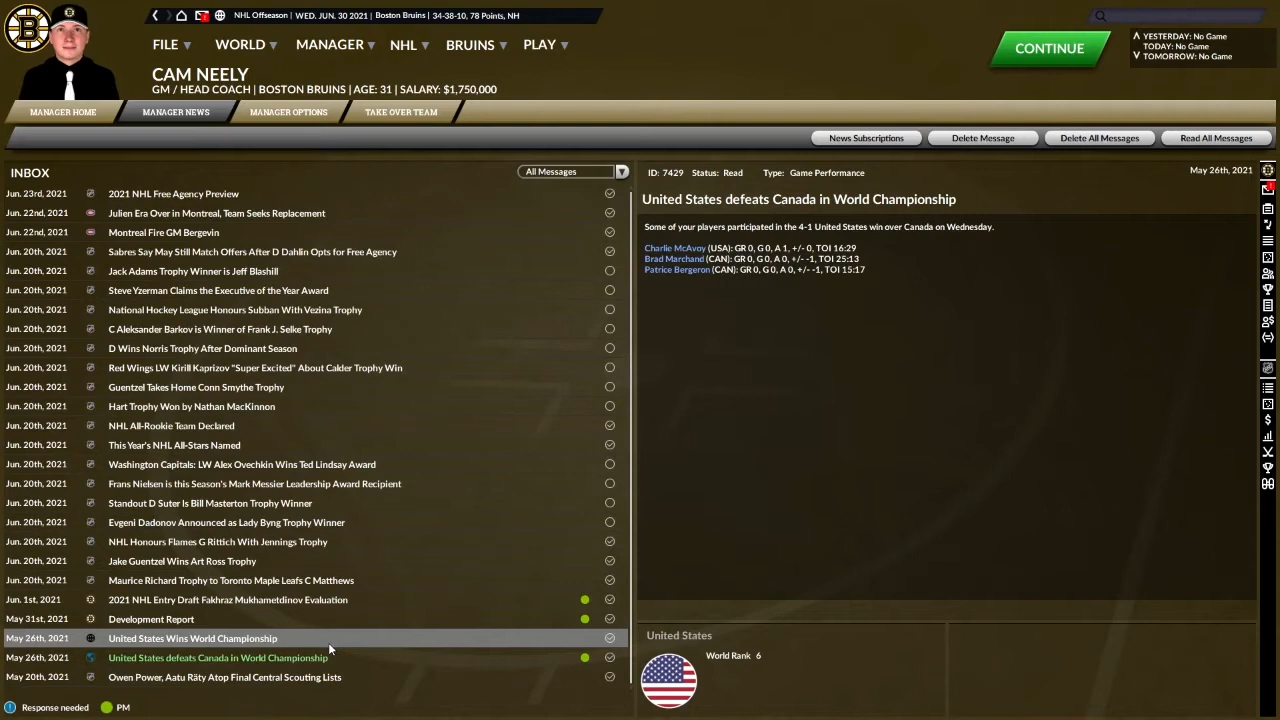 NHL Offseason | WED. JUN. 30 2021 | Boston Bruins | 34-38-10, 78 Points, NH
FILE WORLD MANAGER NHL BRUINS PLAY
CONTINUE
YESTERDAY: No Game
TODAY: No Game
TOMORROW: No Game
CAM NEELY
GM / HEAD COACH | BOSTON BRUINS | AGE: 31 | SALARY: $1,750,000
MANAGER HOME MANAGER NEWS MANAGER OPTIONS TAKE OVER TEAM
News Subscriptions Delete Message Delete All Messages Read All Messages
INBOX All Messages
Jun. 23rd, 2021 2021 NHL Free Agency Preview
Jun. 22nd, 2021 Julien Era Over in Montreal, Team Seeks Replacement
Jun. 22nd, 2021 Montreal Fire GM Bergevin
Jun. 20th, 2021 Sabres Say May Still Match Offers After D Dahlin Opts for Free Agency
Jun. 20th, 2021 Jack Adams Trophy Winner is Jeff Blashill
Jun. 20th, 2021 Steve Yzerman Claims the Executive of the Year Award
Jun. 20th, 2021 National Hockey League Honours Subban With Vezina Trophy
Jun. 20th, 2021 C Aleksander Barkov is Winner of Frank J. Selke Trophy
Jun. 20th, 2021 D Wins Norris Trophy After Dominant Season
Jun. 20th, 2021 Red Wings LW Kirill Kaprizov "Super Excited" About Calder Trophy Win
Jun. 20th, 2021 Guentzel Takes Home Conn Smythe Trophy
Jun. 20th, 2021 Hart Trophy Won by Nathan MacKinnon
Jun. 20th, 2021 NHL All-Rookie Team Declared
Jun. 20th, 2021 This Year's NHL All-Stars Named
Jun. 20th, 2021 Washington Capitals: LW Alex Ovechkin Wins Ted Lindsay Award
Jun. 20th, 2021 Frans Nielsen is this Season's Mark Messier Leadership Award Recipient
Jun. 20th, 2021 Standout D Suter Is Bill Masterton Trophy Winner
Jun. 20th, 2021 Evgeni Dadonov Announced as Lady Byng Trophy Winner
Jun. 20th, 2021 NHL Honours Flames G Rittich With Jennings Trophy
Jun. 20th, 2021 Jake Guentzel Wins Art Ross Trophy
Jun. 20th, 2021 Maurice Richard Trophy to Toronto Maple Leafs C Matthews
Jun. 1st, 2021 2021 NHL Entry Draft Fakhraz Mukhametdinov Evaluation
May 31st, 2021 Development Report
May 26th, 2021 United States Wins World Championship
May 26th, 2021 United States defeats Canada in World Championship
May 20th, 2021 Owen Power, Aatu Räty Atop Final Central Scouting Lists
Response needed PM
ID: 7429 Status: Read Type: Game Performance May 26th, 2021
United States defeats Canada in World Championship
Some of your players participated in the 4-1 United States win over Canada on Wednesday.
Charlie McAvoy (USA): GR 0, G 0, A 1, +/- 0, TOI 16:29
Brad Marchand (CAN): GR 0, G 0, A 0, +/- -1, TOI 25:13
Patrice Bergeron (CAN): GR 0, G 0, A 0, +/- -1, TOI 15:17
United States
World Rank 6